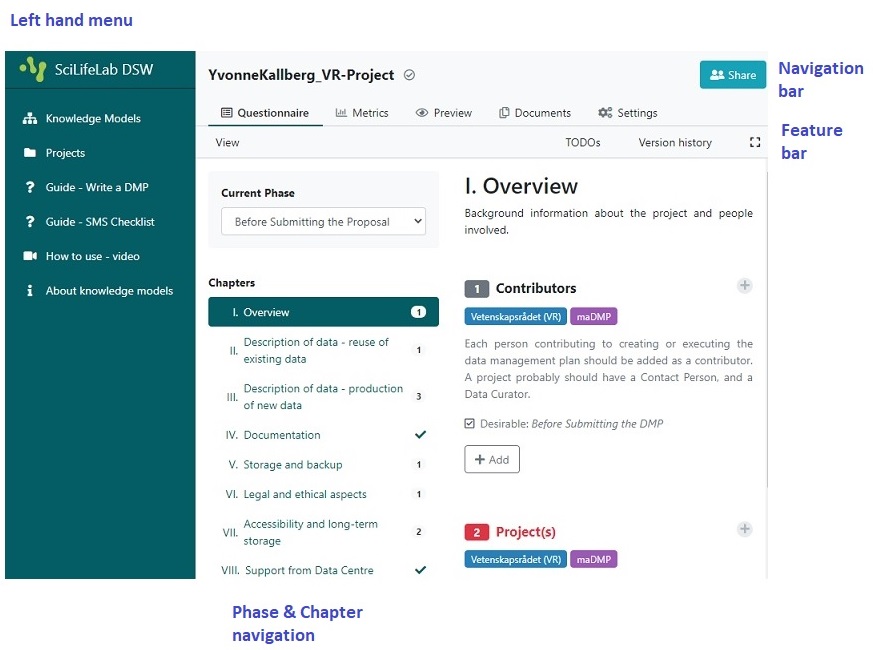 Left hand menu
SciLifeLab DSW
Knowledge Models
Projects
? Guide - Write a DMP
? Guide - SMS Checklist
How to use - video
i About knowledge models
YvonneKallberg_VR-Project
Share
Navigation
bar
Questionnaire Metrics Preview Documents Settings
Feature
bar
View TODOs Version history
Current Phase
Before Submitting the Proposal
Chapters
I. Overview 1
II. Description of data - reuse of
existing data 1
III. Description of data - production
of new data 3
IV. Documentation
V. Storage and backup 1
VI. Legal and ethical aspects 1
VII. Accessibility and long-term
storage 2
VIII. Support from Data Centre
I. Overview
Background information about the project and people
involved.
1 Contributors
Vetenskapsrådet (VR) maDMP
Each person contributing to creating or executing the
data management plan should be added as a contributor.
A project probably should have a Contact Person, and a
Data Curator.
Desirable: Before Submitting the DMP
+ Add
2 Project(s)
Vetenskapsrådet (VR) maDMP
Phase & Chapter
navigation